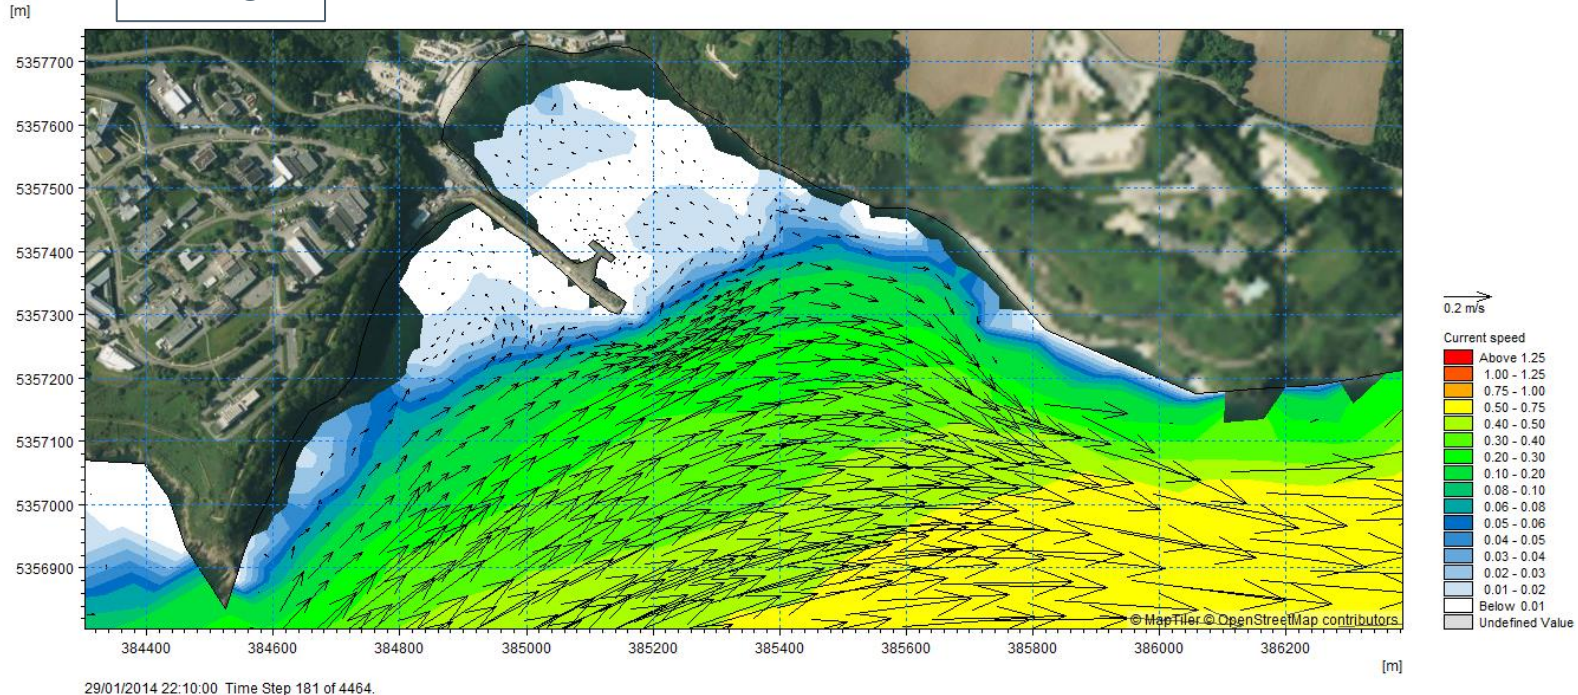 [m]
5357700
5357600
5357500
5357400
5357300
5357200
5357100
5357000
5356900
384400 384600 384800 385000 385200 385400 385600 385800 386000 386200
[m]
© MapTiler © OpenStreetMap contributors
29/01/2014 22:10:00 Time Step 181 of 4464.
0.2 m/s
Current speed
Above 1.25
1.00 - 1.25
0.75 - 1.00
0.50 - 0.75
0.40 - 0.50
0.30 - 0.40
0.20 - 0.30
0.10 - 0.20
0.08 - 0.10
0.06 - 0.08
0.05 - 0.06
0.04 - 0.05
0.03 - 0.04
0.02 - 0.03
0.01 - 0.02
Below 0.01
Undefined Value